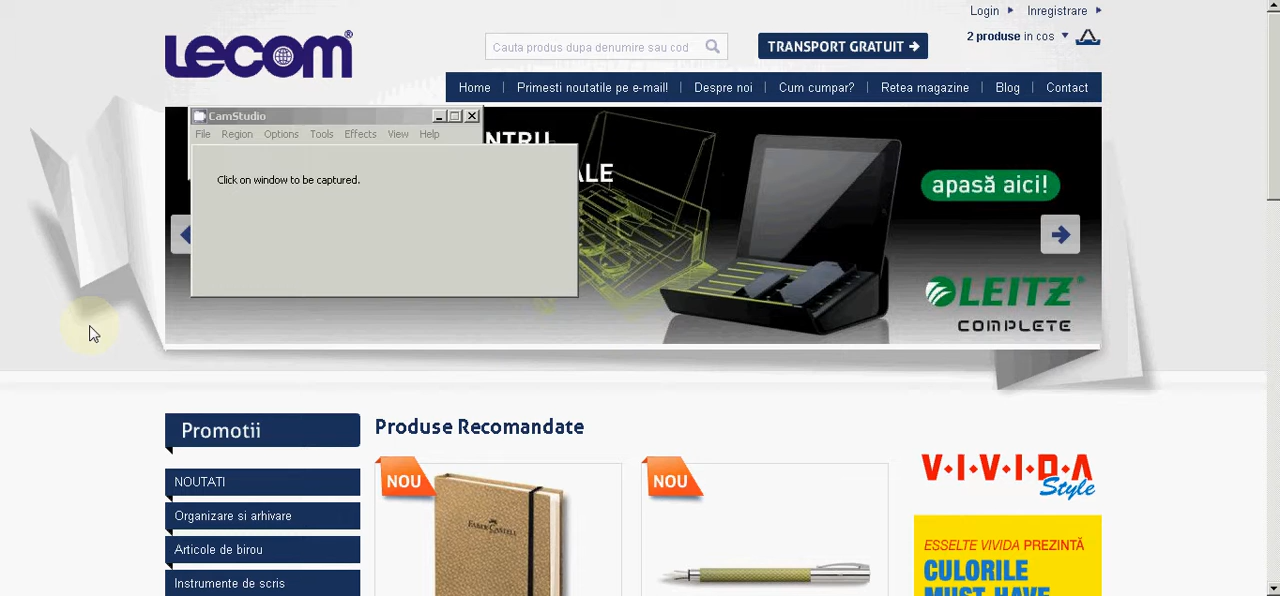 Login
Inregistrare
2 produse in cos
Lecom®
Cauta produs dupa denumire sau cod
TRANSPORT GRATUIT
Home
Primesti noutatile pe e-mail!
Despre noi
Cum cumpar?
Retea magazine
Blog
Contact
CamStudio
File Region Options Tools Effects View Help
Click on window to be captured.
apasă aici!
LEITZ
COMPLETE
Promotii
NOUTATI
Organizare si arhivare
Articole de birou
Instrumente de scris
Produse Recomandate
NOU
FABER-CASTELL
NOU
VIVIDA
Style
ESSELTE VIVIDA PREZINTĂ
CULORILE
MUST HAVE